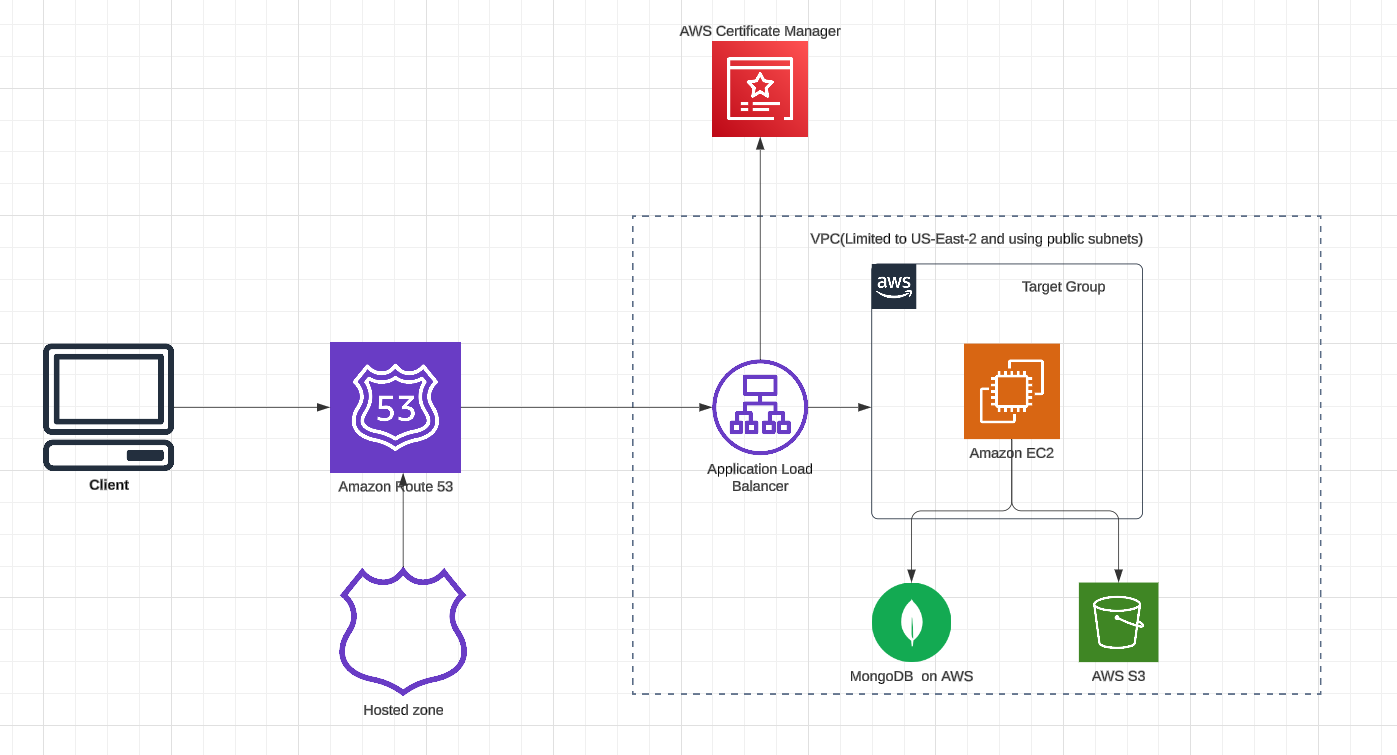 AWS Certificate Manager
VPC(Limited to US-East-2 and using public subnets)
aws
Target Group
53
Client
Amazon Route 53
Amazon EC2
Application Load
Balancer
MongoDB on AWS
AWS S3
Hosted zone